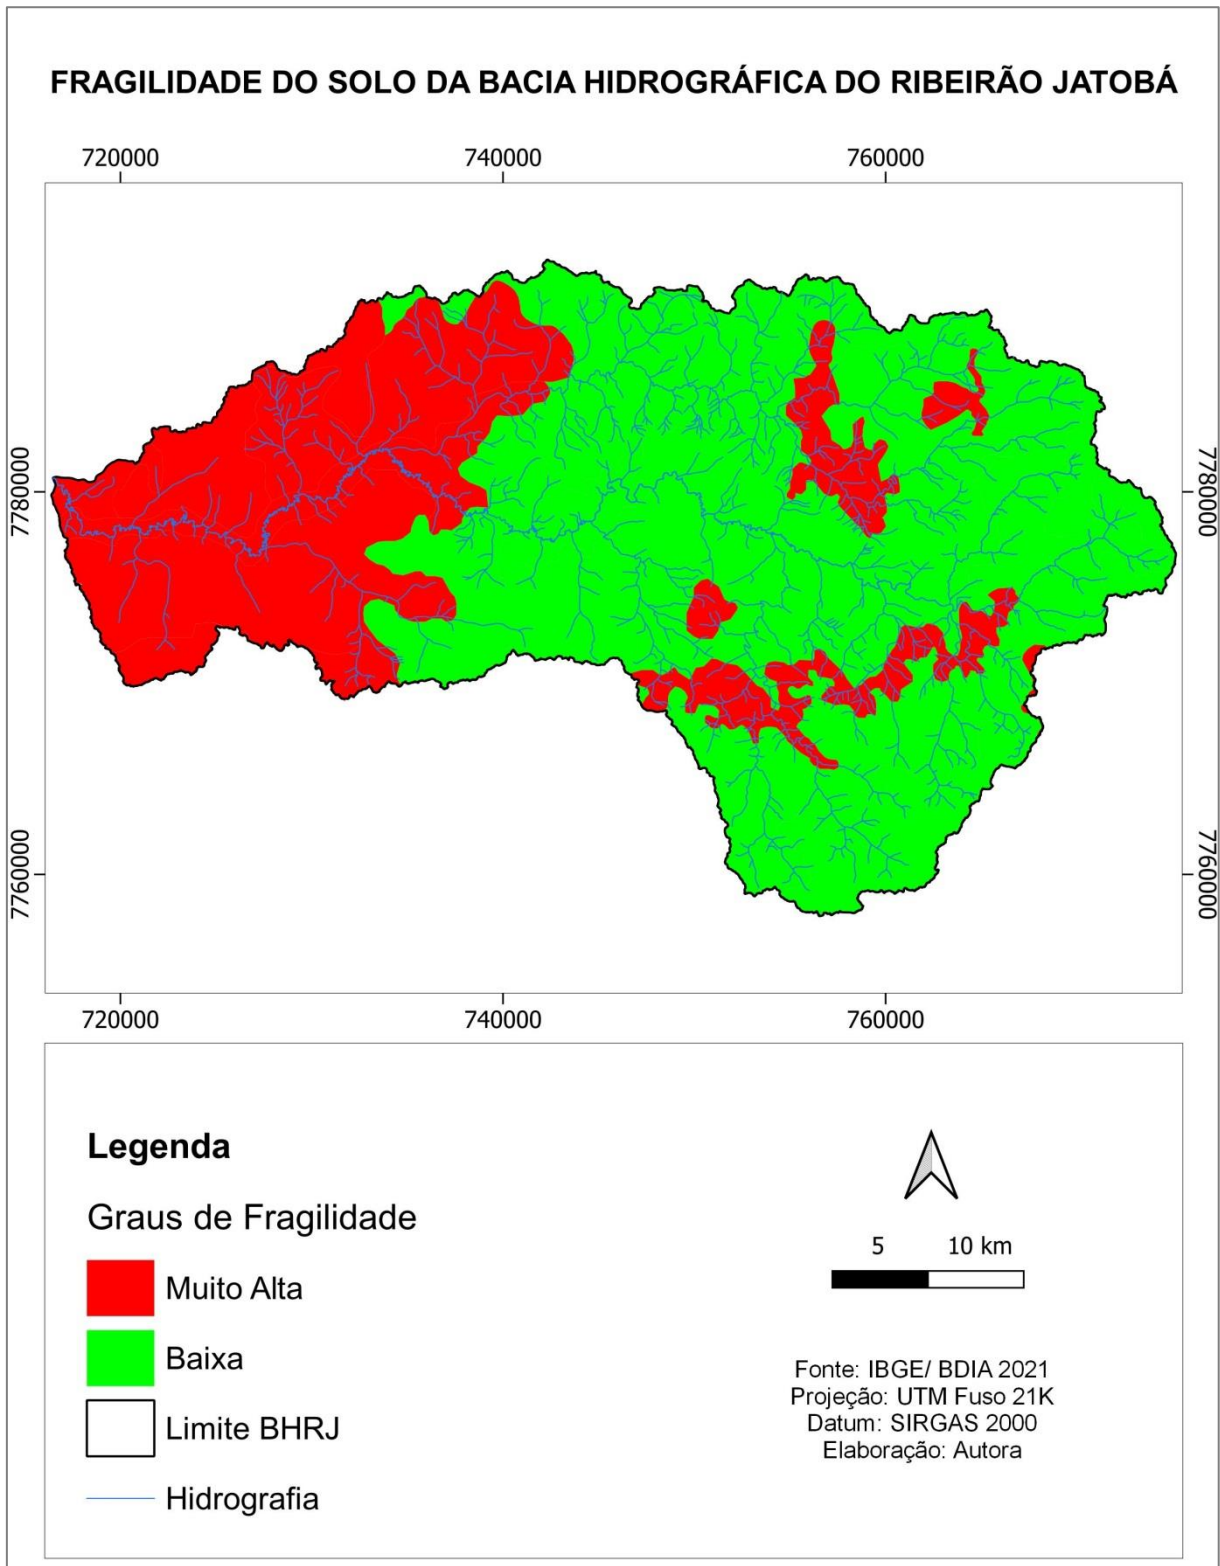 FRAGILIDADE DO SOLO DA BACIA HIDROGRÁFICA DO RIBEIRÃO JATOBÁ
720000 740000 760000
7780000 7780000
7760000 7760000
720000 740000 760000
Legenda
Graus de Fragilidade
Muito Alta
Baixa
Limite BHRJ
Hidrografia
5 10 km
Fonte: IBGE/ BDIA 2021
Projeção: UTM Fuso 21K
Datum: SIRGAS 2000
Elaboração: Autora